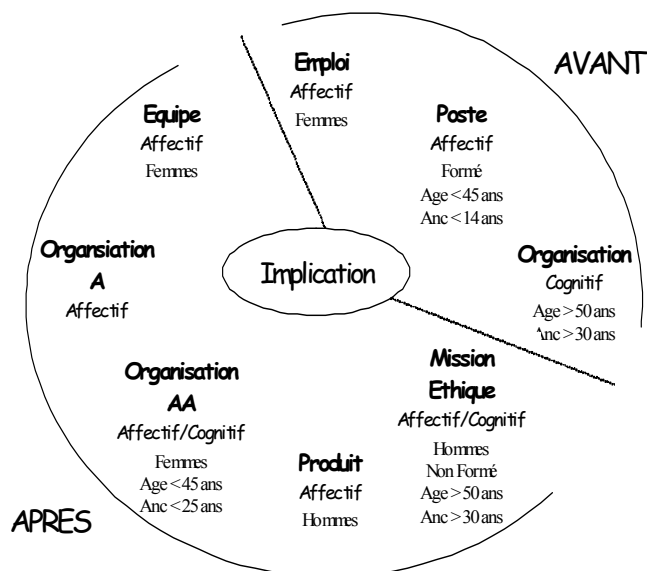 AVANT
Emploi
Affectif
Femmes
Poste
Affectif
Formé
Age < 45 ans
Anc < 14 ans
Organisation
Cognitif
Age > 50 ans
Anc > 30 ans
Equipe
Affectif
Femmes
Organsiation
A
Affectif
Implication
Organisation
AA
Affectif/Cognitif
Femmes
Age < 45 ans
Anc < 25 ans
Produit
Affectif
Hommes
Mission
Ethique
Affectif/Cognitif
Hommes
Non Formé
Age > 50 ans
Anc > 30 ans
APRES